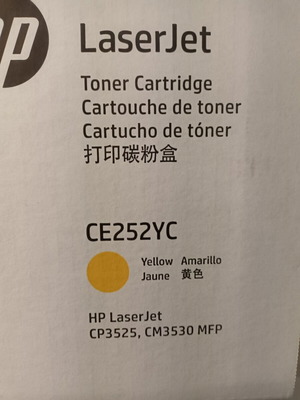 hp
LaserJet
Toner Cartridge
Cartouche de toner
Cartucho de tóner
打印碳粉盒
CE252YC
Yellow Amarillo
Jaune 黄色
HP LaserJet
CP3525, CM3530 MFP